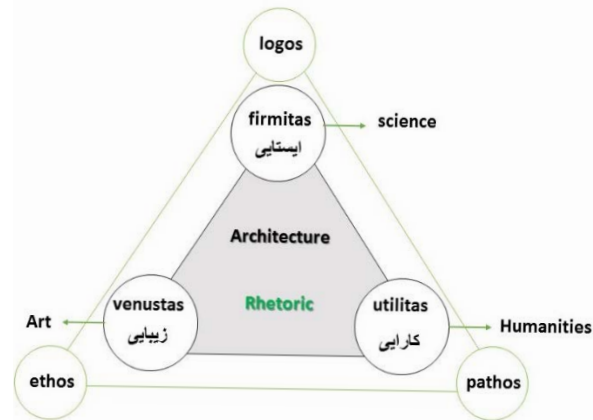 logos
firmitas
ایستایی
science
Architecture
Rhetoric
venustas
زیبایی
Art
utilitas
کارایی
Humanities
ethos
pathos